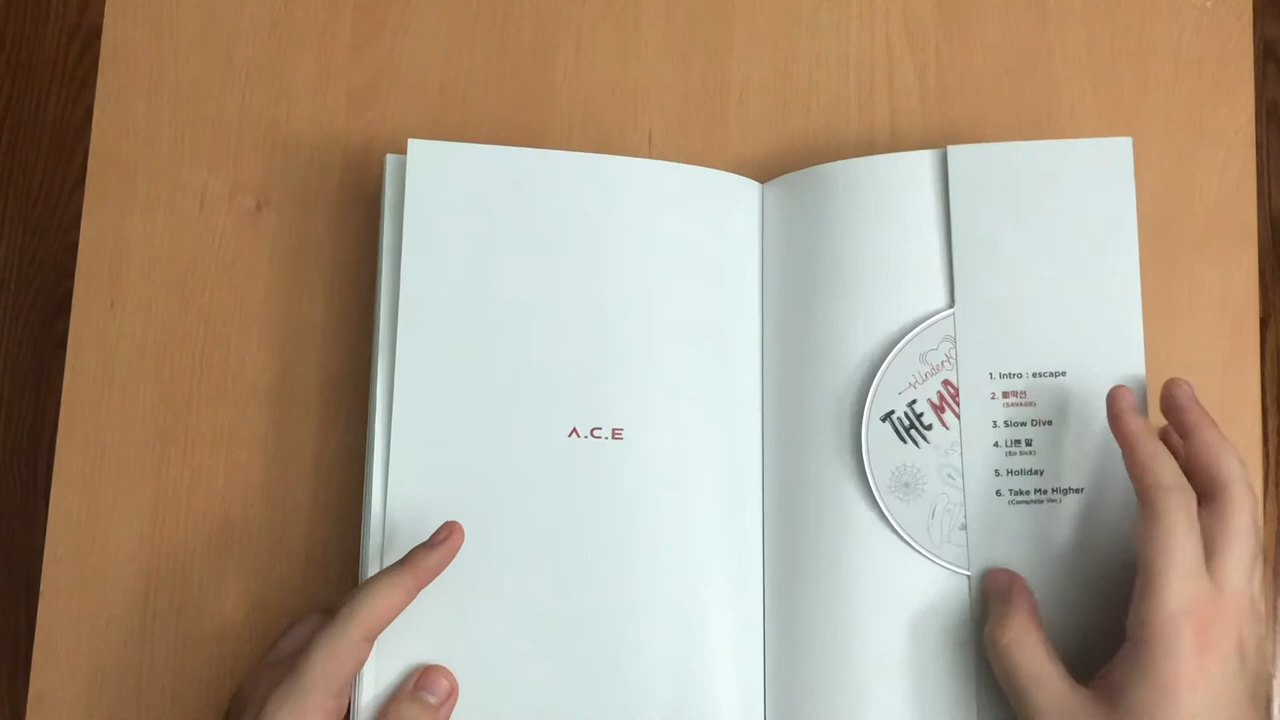 A.C.E
Under
THE MA
1. Intro : escape
2. 삐딱선
(SAVAGE)
3. Slow Dive
4. 나쁜 말
(So Sick)
5. Holiday
6. Take Me Higher
(Complete Ver.)